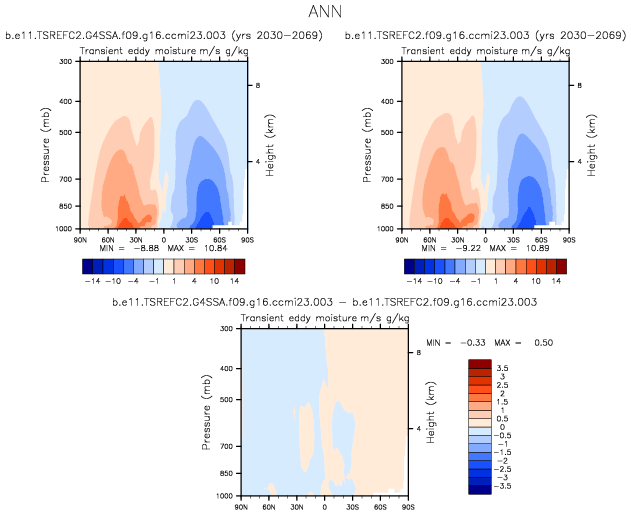 ANN
b.e11.TSREFC2.G4SSA.f09.g16.ccmi23.003 (yrs 2030−2069)
b.e11.TSREFC2.f09.g16.ccmi23.003 (yrs 2030−2069)
Transient eddy moisture m/s g/kg
300
400
500
700
850
1000
Pressure (mb)
8
4
Height (km)
90N 60N 30N 0 30S 60S 90S
MIN = −8.88 MAX = 10.84
−14 −10 −4 −1 1 4 10 14
Transient eddy moisture m/s g/kg
300
400
500
700
850
1000
Pressure (mb)
8
4
Height (km)
90N 60N 30N 0 30S 60S 90S
MIN = −9.22 MAX = 10.89
−14 −10 −4 −1 1 4 10 14
b.e11.TSREFC2.G4SSA.f09.g16.ccmi23.003 − b.e11.TSREFC2.f09.g16.ccmi23.003
Transient eddy moisture m/s g/kg
300
400
500
700
850
1000
Pressure (mb)
8
4
Height (km)
90N 60N 30N 0 30S 60S 90S
MIN = −0.33 MAX = 0.50
3.5
3
2.5
2
1.5
1
0.5
0
−0.5
−1
−1.5
−2
−2.5
−3
−3.5